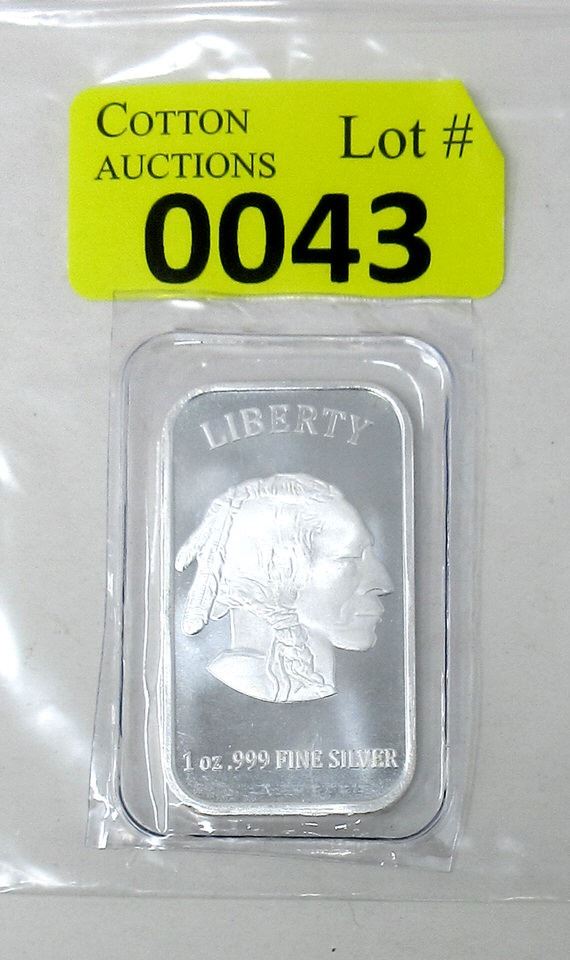 COTTON
AUCTIONS
Lot #
0043
LIBERTY
1 oz .999 FINE SILVER